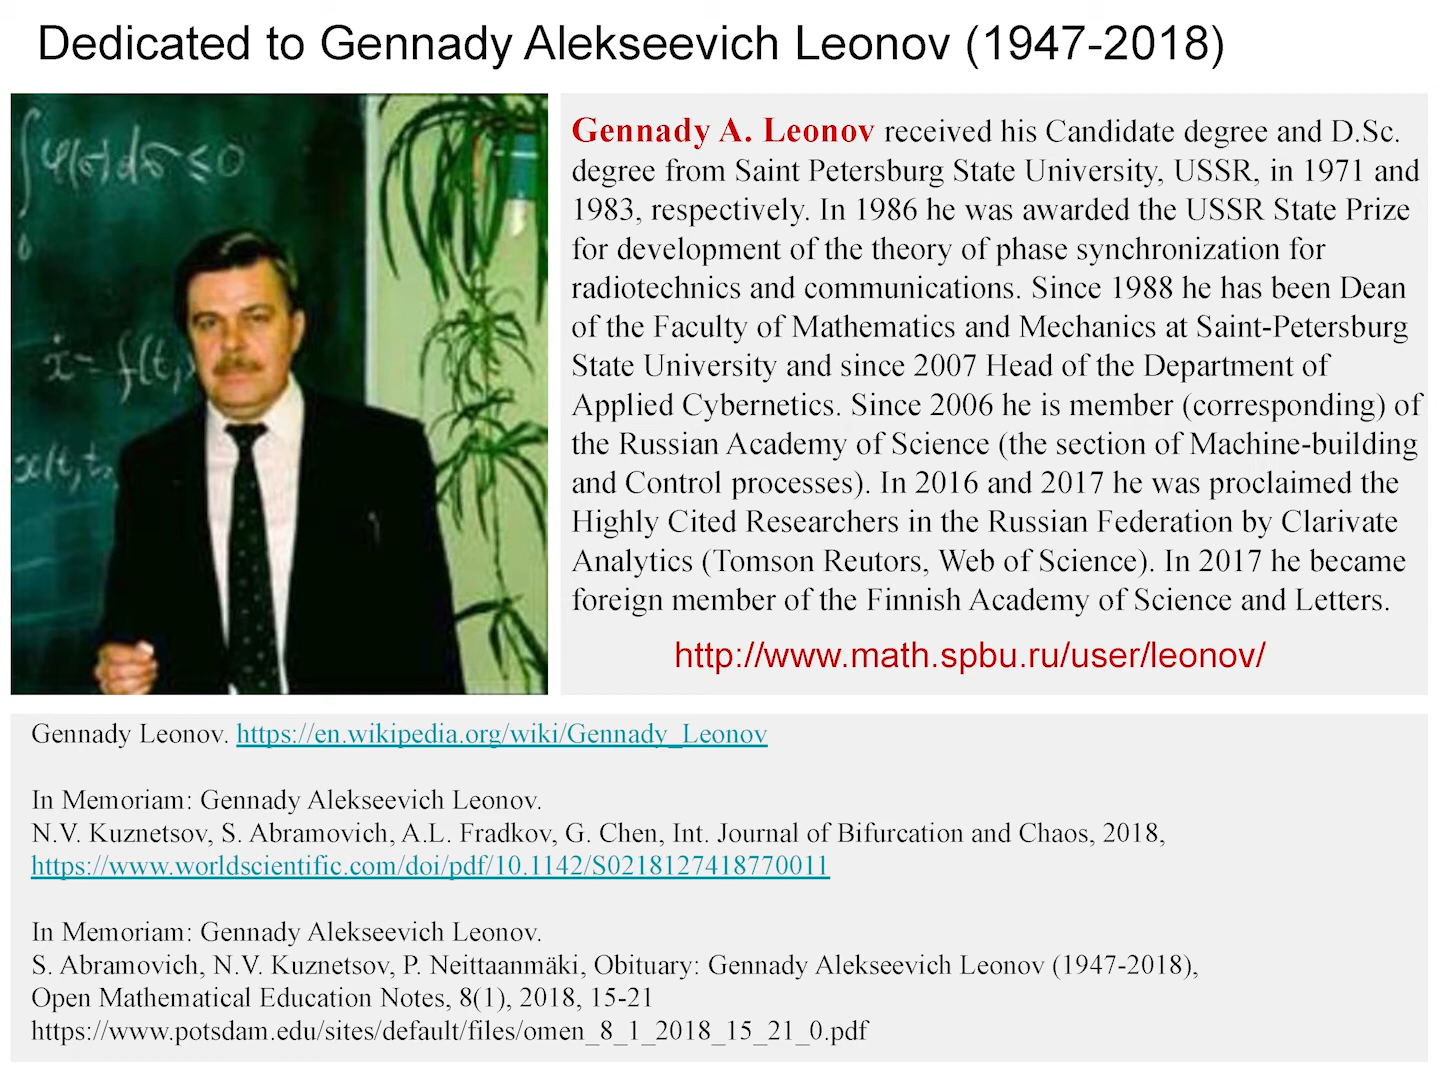 Dedicated to Gennady Alekseevich Leonov (1947-2018)
∫φ(σ)dσ≤0
0
ẋ=f(t,
x(t,t₀,
Gennady A. Leonov received his Candidate degree and D.Sc.
degree from Saint Petersburg State University, USSR, in 1971 and
1983, respectively. In 1986 he was awarded the USSR State Prize
for development of the theory of phase synchronization for
radiotechnics and communications. Since 1988 he has been Dean
of the Faculty of Mathematics and Mechanics at Saint-Petersburg
State University and since 2007 Head of the Department of
Applied Cybernetics. Since 2006 he is member (corresponding) of
the Russian Academy of Science (the section of Machine-building
and Control processes). In 2016 and 2017 he was proclaimed the
Highly Cited Researchers in the Russian Federation by Clarivate
Analytics (Tomson Reutors, Web of Science). In 2017 he became
foreign member of the Finnish Academy of Science and Letters.
http://www.math.spbu.ru/user/leonov/
Gennady Leonov. https://en.wikipedia.org/wiki/Gennady_Leonov
In Memoriam: Gennady Alekseevich Leonov.
N.V. Kuznetsov, S. Abramovich, A.L. Fradkov, G. Chen, Int. Journal of Bifurcation and Chaos, 2018,
https://www.worldscientific.com/doi/pdf/10.1142/S0218127418770011
In Memoriam: Gennady Alekseevich Leonov.
S. Abramovich, N.V. Kuznetsov, P. Neittaanmäki, Obituary: Gennady Alekseevich Leonov (1947-2018),
Open Mathematical Education Notes, 8(1), 2018, 15-21
https://www.potsdam.edu/sites/default/files/omen_8_1_2018_15_21_0.pdf